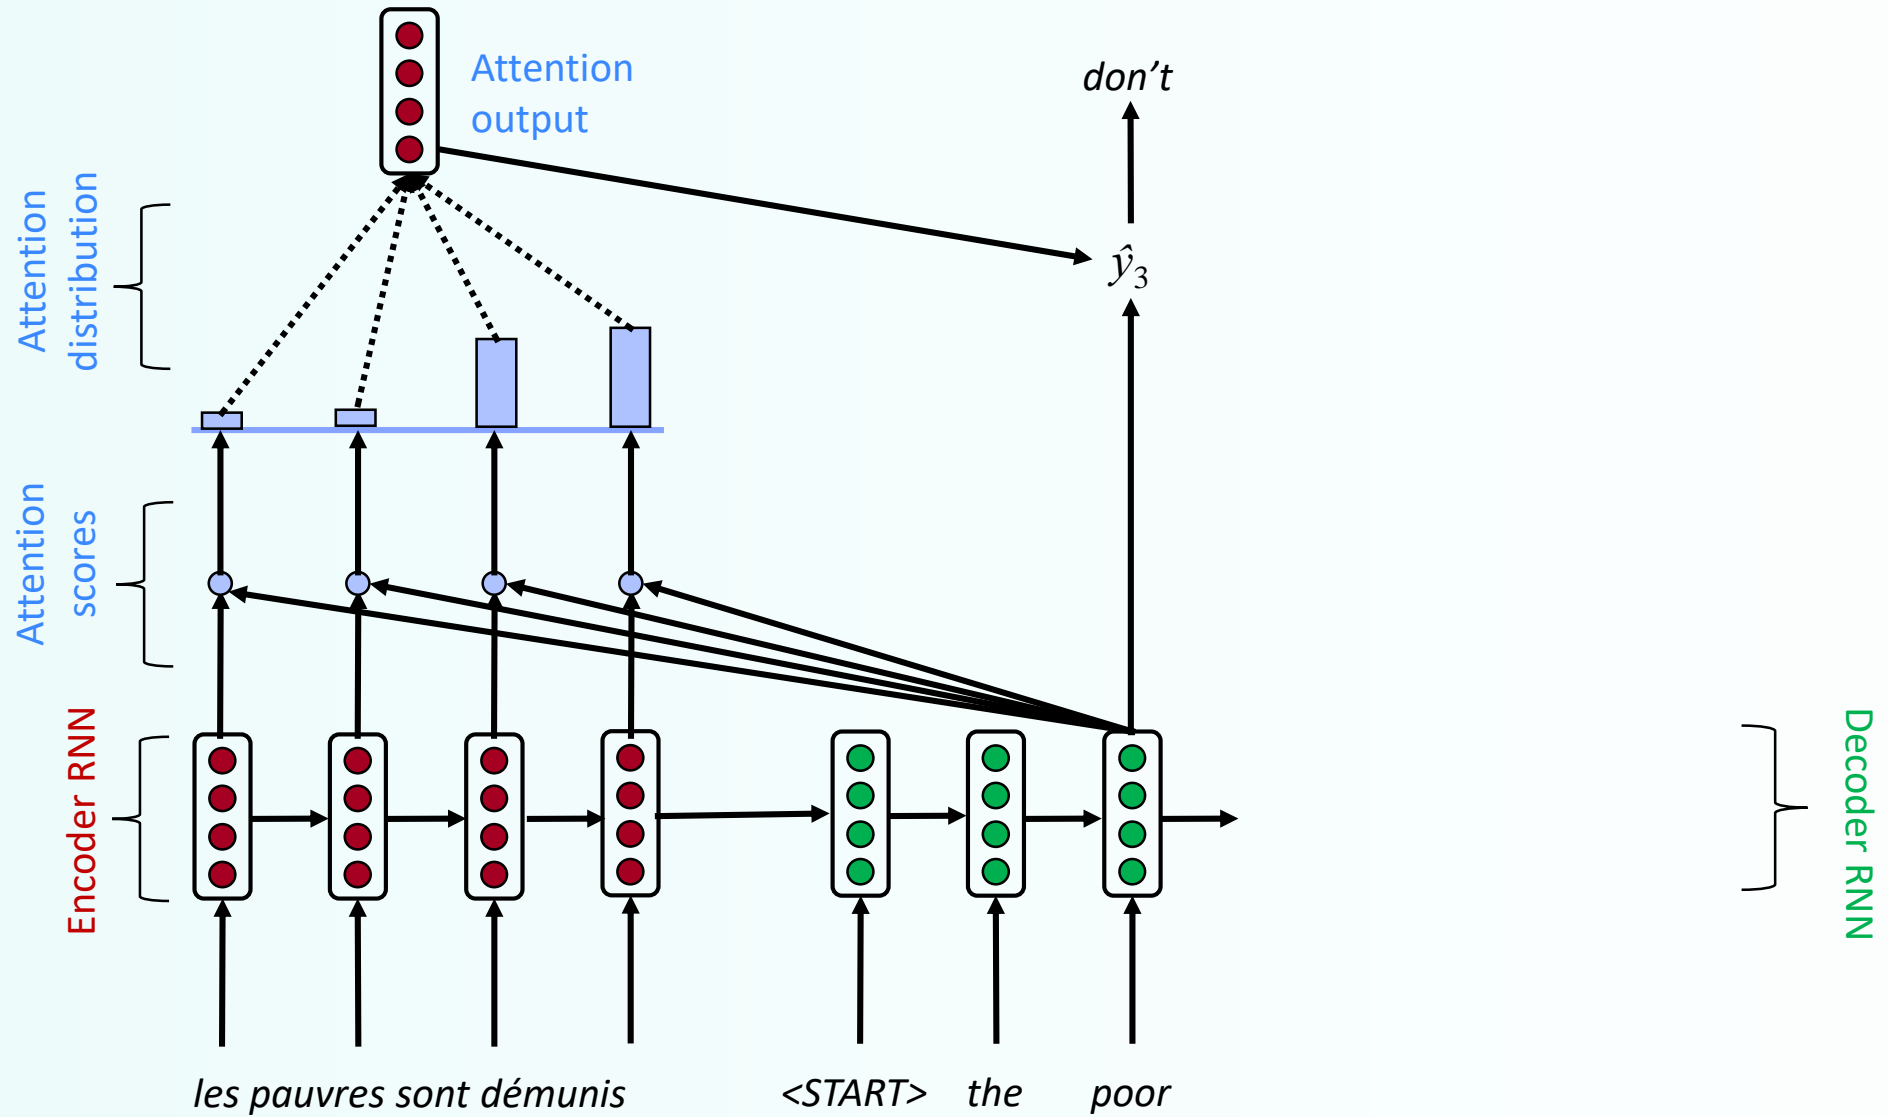 Attention
output
don't
Attention
distribution
ŷ₃
Attention
scores
Encoder RNN
Decoder RNN
les pauvres sont démunis
<START> the poor